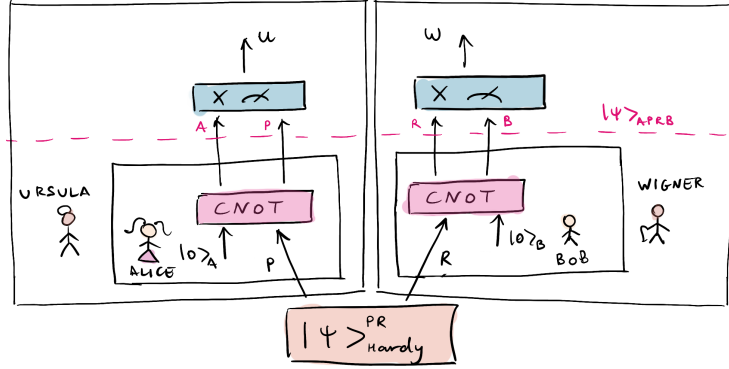 u
w
X
X
A
P
R
B
|ψ>APRB
URSULA
WIGNER
CNOT
CNOT
|0>A
P
R
|0>B
ALICE
BOB
|ψ>PR Hardy